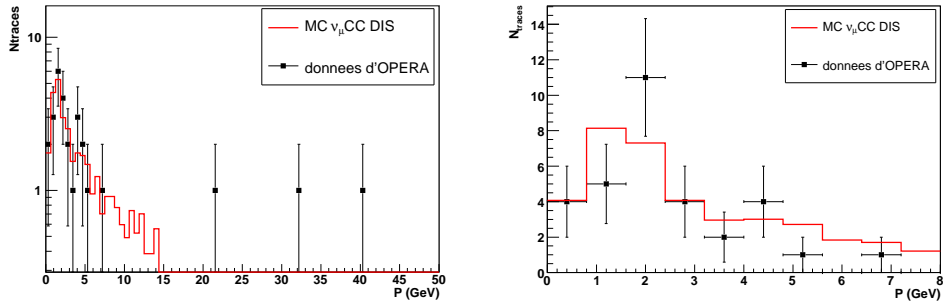 Ntraces
10
1
MC νμCC DIS
donnees d'OPERA
0 5 10 15 20 25 30 35 40 45 50
P (GeV)
Ntraces
14
12
10
8
6
4
2
0
MC νμCC DIS
donnees d'OPERA
0 1 2 3 4 5 6 7 8
P (GeV)